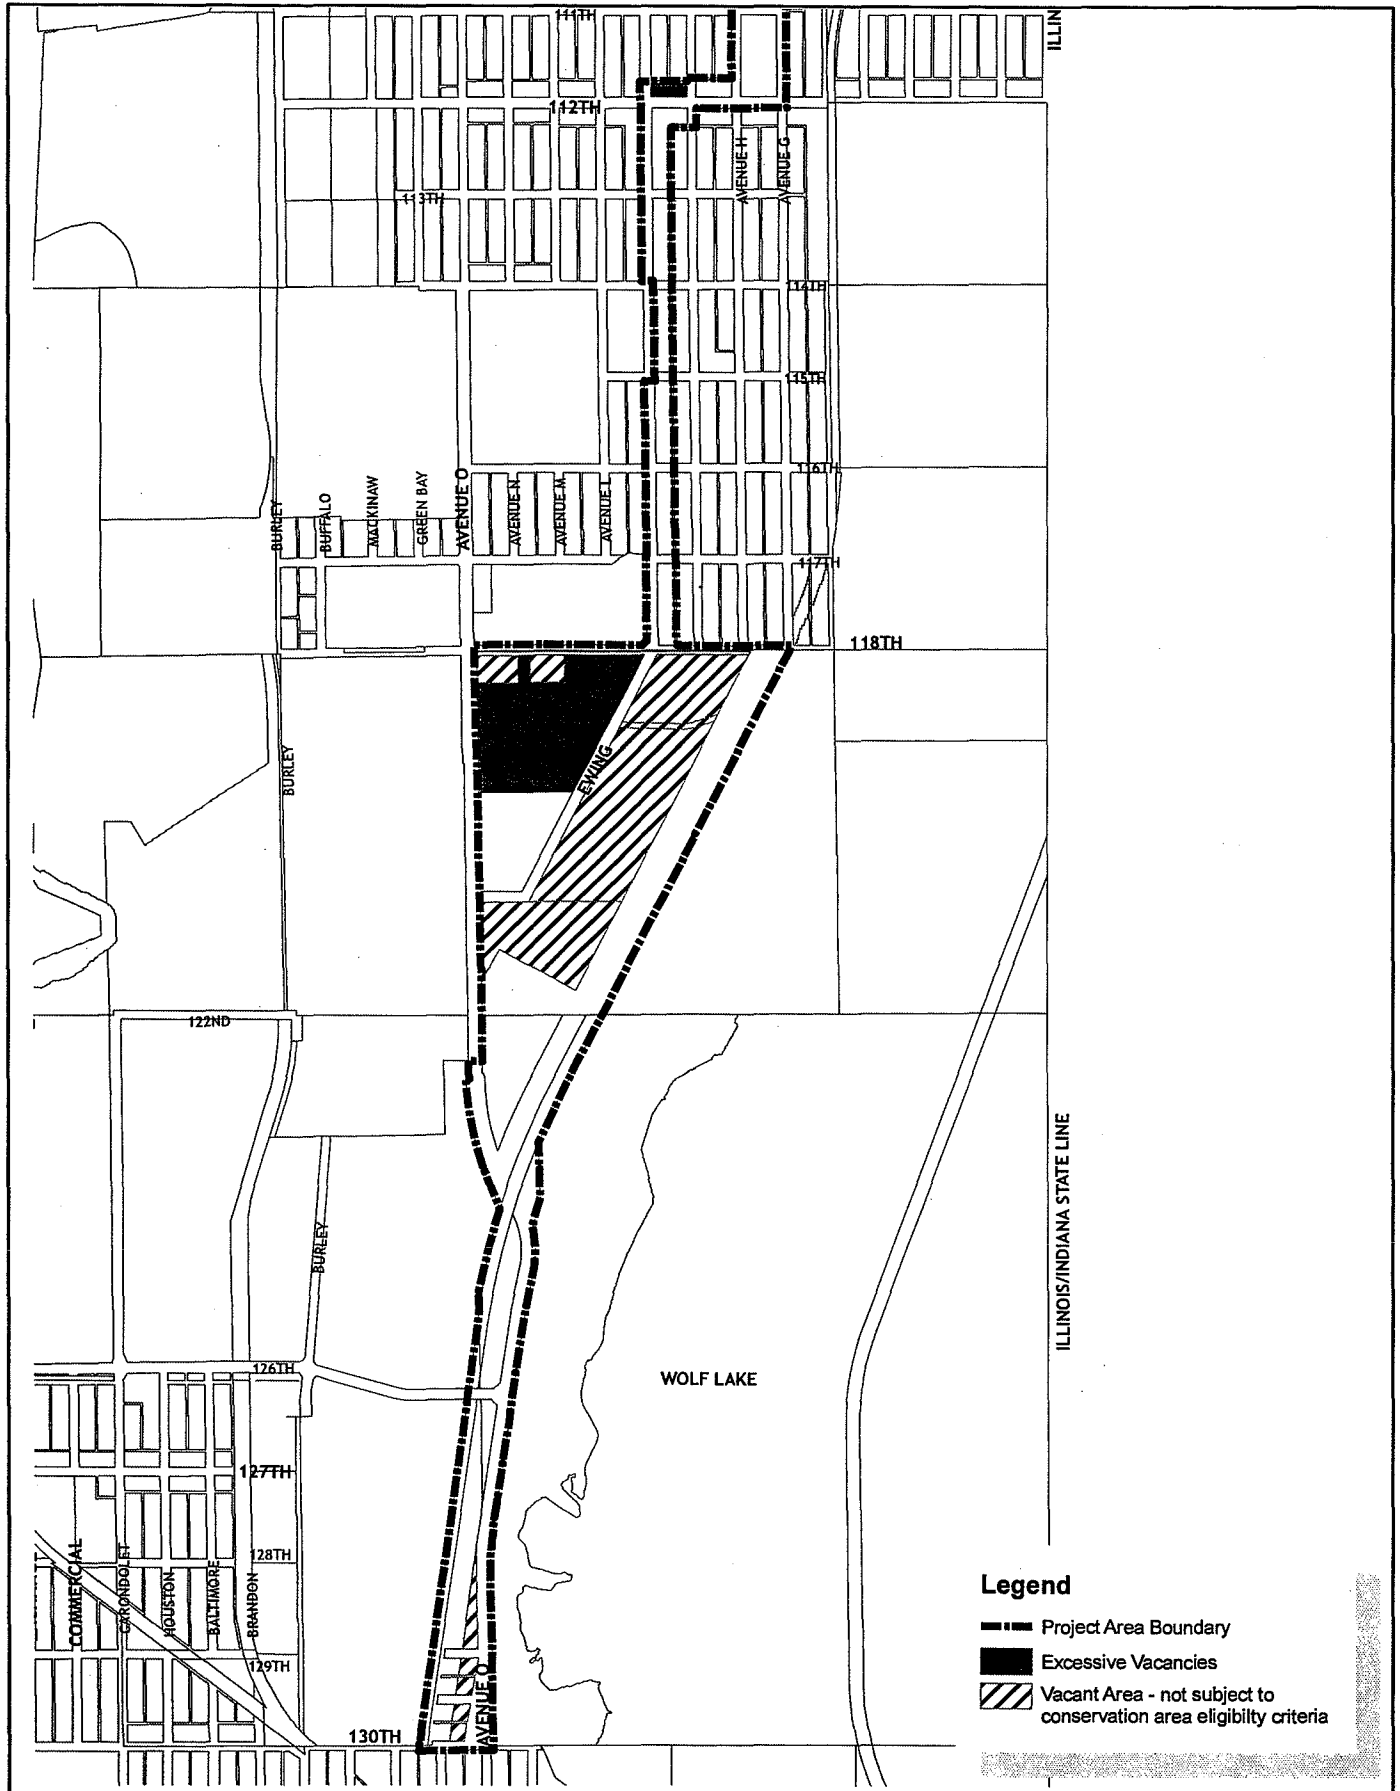 111TH
ILLIN
112TH
AVENUE H
AVENUE G
113TH
114TH
115TH
116TH
BURLEY
BUFFALO
MACKINAW
GREEN BAY
AVENUE O
AVENUE N
AVENUE M
AVENUE L
117TH
118TH
BURLEY
EWING
122ND
BURLEY
ILLINOIS/INDIANA STATE LINE
126TH
WOLF LAKE
127TH
128TH
COMMERCIAL
CARONDOLET
HOUSTON
BALTIMORE
BRANDON
129TH
AVENUE O
130TH
Legend
Project Area Boundary
Excessive Vacancies
Vacant Area - not subject to
conservation area eligibilty criteria